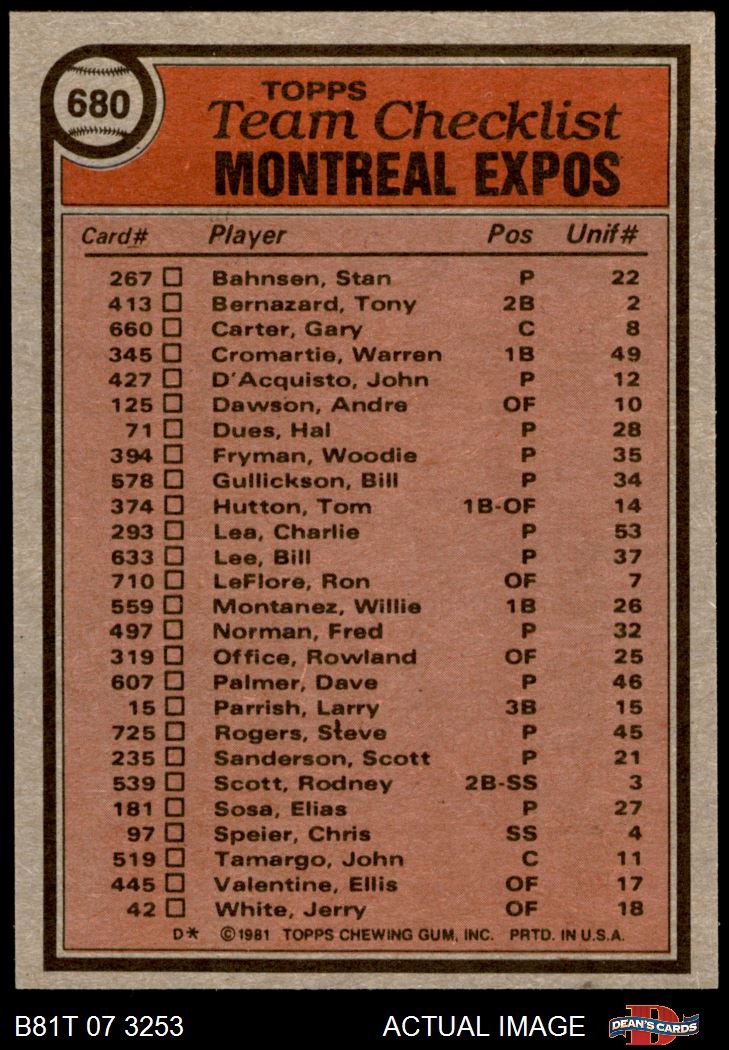 680
TOPPS
Team Checklist
MONTREAL EXPOS
Card# Player Pos Unif#
267 Bahnsen, Stan P 22
413 Bernazard, Tony 2B 2
660 Carter, Gary C 8
345 Cromartie, Warren 1B 49
427 D'Acquisto, John P 12
125 Dawson, Andre OF 10
71 Dues, Hal P 28
394 Fryman, Woodie P 35
578 Gullickson, Bill P 34
374 Hutton, Tom 1B-OF 14
293 Lea, Charlie P 53
633 Lee, Bill P 37
710 LeFlore, Ron OF 7
559 Montanez, Willie 1B 26
497 Norman, Fred P 32
319 Office, Rowland OF 25
607 Palmer, Dave P 46
15 Parrish, Larry 3B 15
725 Rogers, Steve P 45
235 Sanderson, Scott P 21
539 Scott, Rodney 2B-SS 3
181 Sosa, Elias P 27
97 Speier, Chris SS 4
519 Tamargo, John C 11
445 Valentine, Ellis OF 17
42 White, Jerry OF 18
D* ©1981 TOPPS CHEWING GUM, INC. PRTD. IN U.S.A.
B81T 07 3253 ACTUAL IMAGE D DEAN'S CARDS